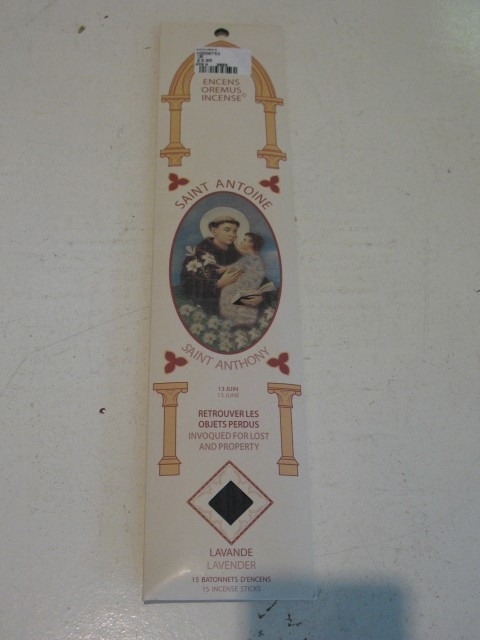 ENCENS
OREMUS
INCENSE©
SAINT ANTOINE
SAINT ANTHONY
13 JUIN
13 JUNE
RETROUVER LES
OBJETS PERDUS
INVOQUED FOR LOST
AND PROPERTY
LAVANDE
LAVENDER
15 BATONNETS D'ENCENS
15 INCENSE STICKS